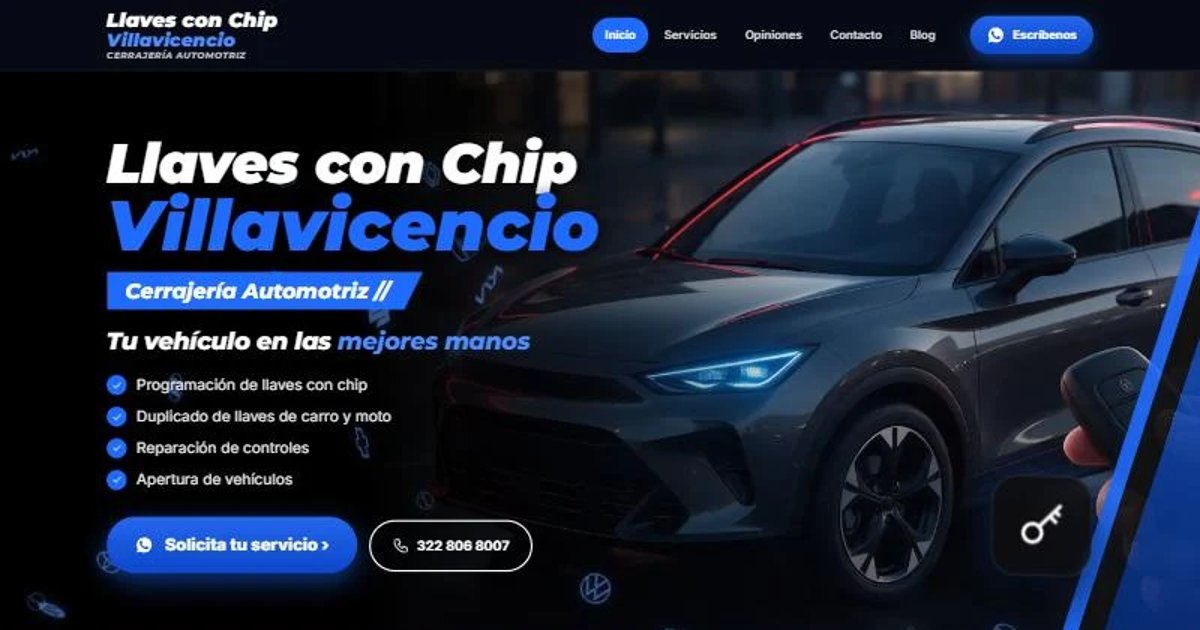 Llaves con Chip
Villavicencio
CERRAJERÍA AUTOMOTRIZ
Inicio
Servicios
Opiniones
Contacto
Blog
Escríbenos
Llaves con Chip
Villavicencio
Cerrajería Automotriz //
Tu vehículo en las mejores manos
Programación de llaves con chip
Duplicado de llaves de carro y moto
Reparación de controles
Apertura de vehículos
Solicita tu servicio ›
322 806 8007